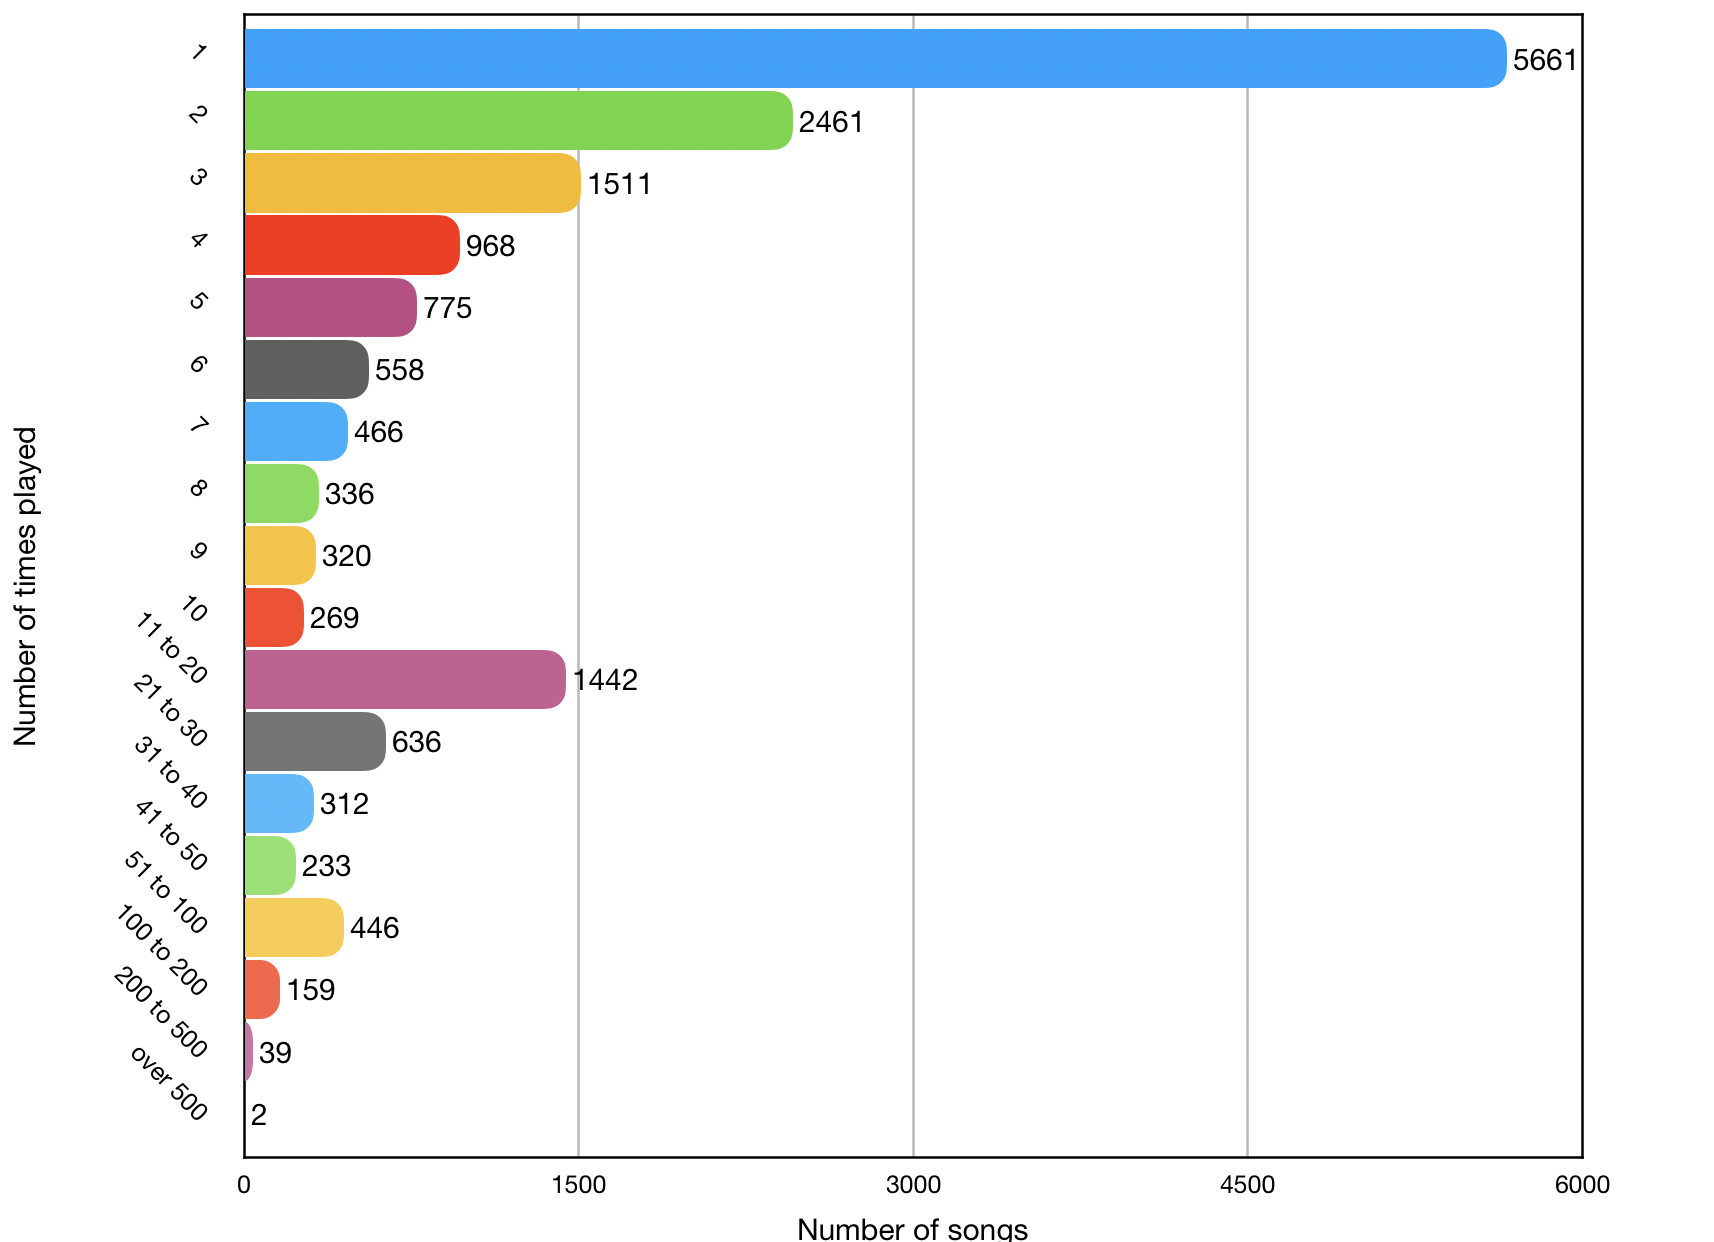 1
5661
2
2461
3
1511
4
968
5
775
6
558
7
466
8
336
9
320
10
269
11 to 20
1442
21 to 30
636
31 to 40
312
41 to 50
233
51 to 100
446
100 to 200
159
200 to 500
39
over 500
2
Number of times played
0 1500 3000 4500 6000
Number of songs